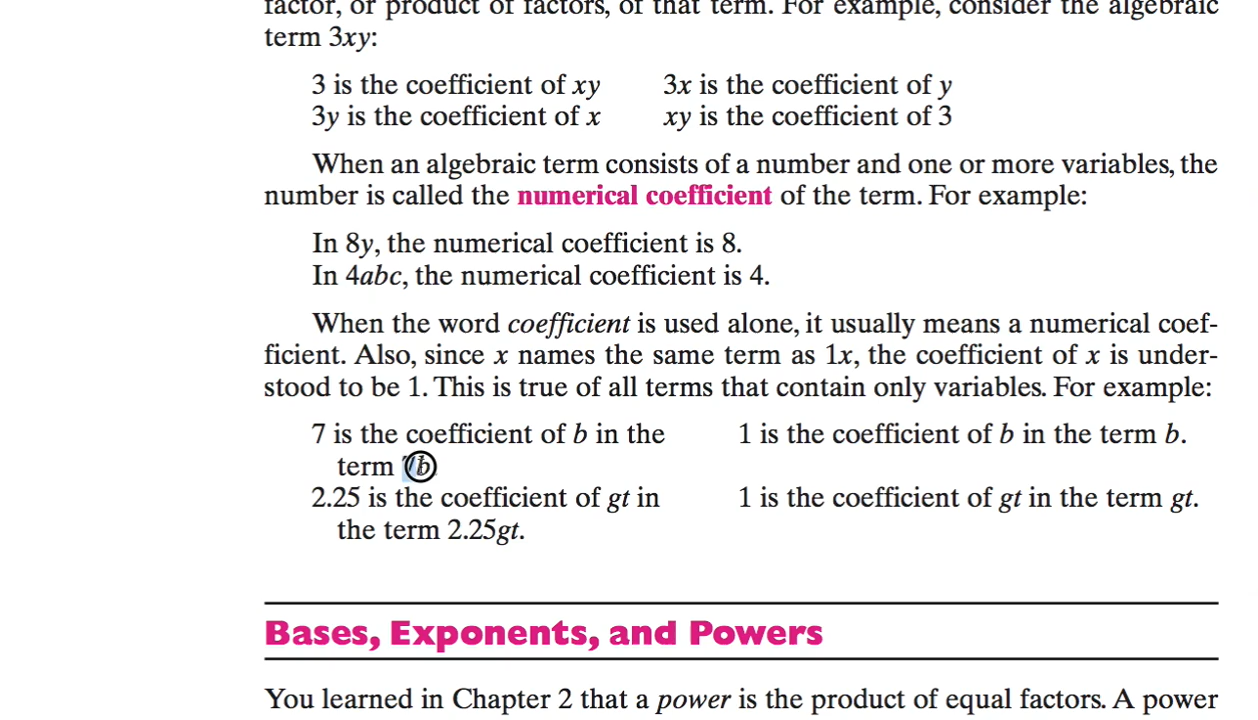 factor, or product of factors, of that term. For example, consider the algebraic
term 3xy:
3 is the coefficient of xy 3x is the coefficient of y
3y is the coefficient of x xy is the coefficient of 3
When an algebraic term consists of a number and one or more variables, the
number is called the numerical coefficient of the term. For example:
In 8y, the numerical coefficient is 8.
In 4abc, the numerical coefficient is 4.
When the word coefficient is used alone, it usually means a numerical coef-
ficient. Also, since x names the same term as 1x, the coefficient of x is under-
stood to be 1. This is true of all terms that contain only variables. For example:
7 is the coefficient of b in the
term 7b
2.25 is the coefficient of gt in
the term 2.25gt.
1 is the coefficient of b in the term b.
1 is the coefficient of gt in the term gt.
Bases, Exponents, and Powers
You learned in Chapter 2 that a power is the product of equal factors. A power